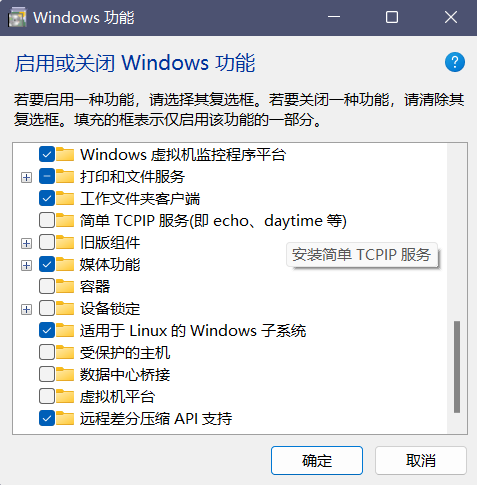 Windows 功能
启用或关闭 Windows 功能
?
若要启用一种功能，请选择其复选框。若要关闭一种功能，请清除其
复选框。填充的框表示仅启用该功能的一部分。
Windows 虚拟机监控程序平台
打印和文件服务
工作文件夹客户端
简单 TCPIP 服务(即 echo、daytime 等)
旧版组件
安装简单 TCPIP 服务
媒体功能
容器
设备锁定
适用于 Linux 的 Windows 子系统
受保护的主机
数据中心桥接
虚拟机平台
远程差分压缩 API 支持
确定
取消